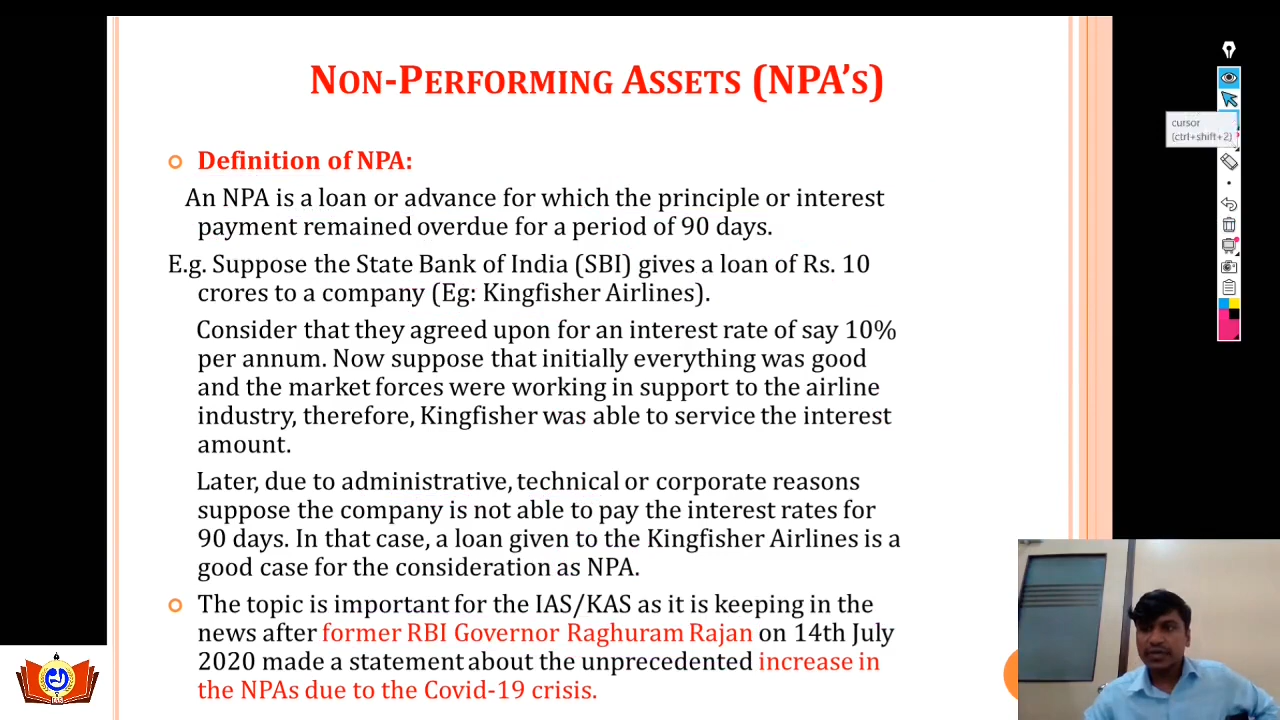 NON-PERFORMING ASSETS (NPA'S)
Definition of NPA:
An NPA is a loan or advance for which the principle or interest
payment remained overdue for a period of 90 days.
E.g. Suppose the State Bank of India (SBI) gives a loan of Rs. 10
crores to a company (Eg: Kingfisher Airlines).
Consider that they agreed upon for an interest rate of say 10%
per annum. Now suppose that initially everything was good
and the market forces were working in support to the airline
industry, therefore, Kingfisher was able to service the interest
amount.
Later, due to administrative, technical or corporate reasons
suppose the company is not able to pay the interest rates for
90 days. In that case, a loan given to the Kingfisher Airlines is a
good case for the consideration as NPA.
The topic is important for the IAS/KAS as it is keeping in the
news after former RBI Governor Raghuram Rajan on 14th July
2020 made a statement about the unprecedented increase in
the NPAs due to the Covid-19 crisis.
cursor
(ctrl+shift+2)